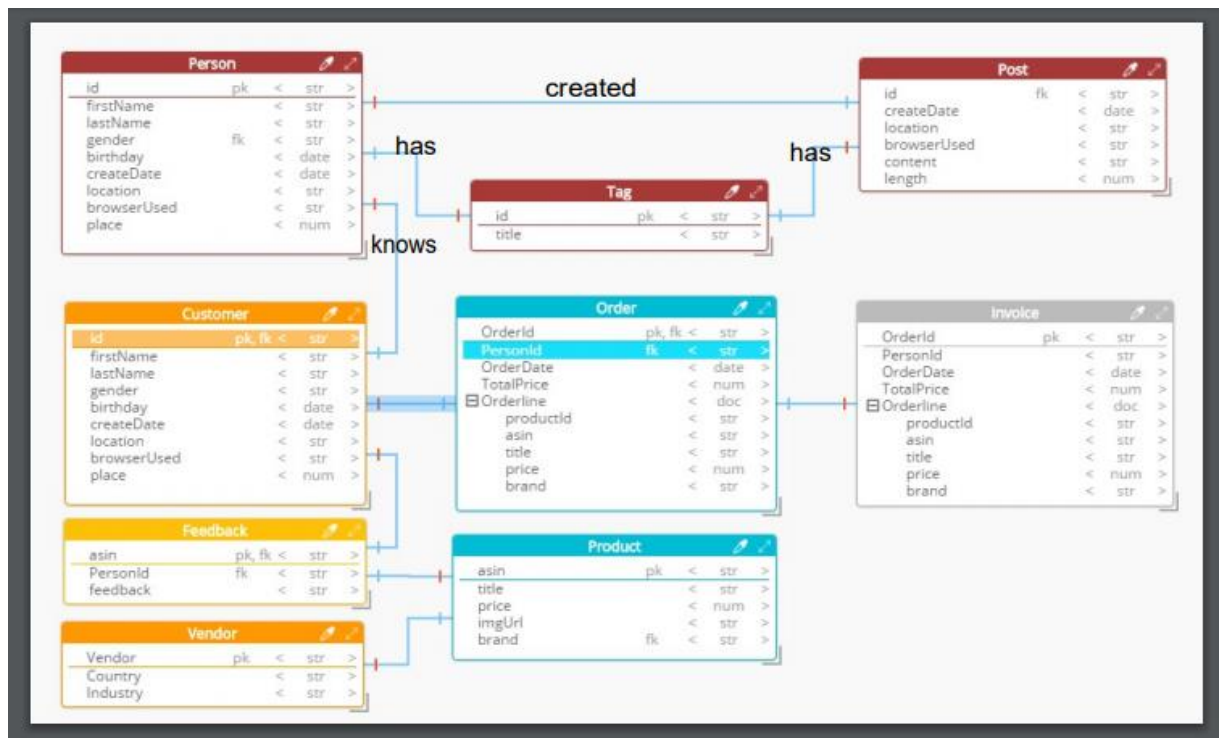 Person
id pk < str >
firstName < str >
lastName < str >
gender fk < str >
birthday < date >
createDate < date >
location < str >
browserUsed < str >
place < num >
created
Post
id fk < str >
createDate < date >
location < str >
browserUsed < str >
content < str >
length < num >
has
has
Tag
id pk < str >
title < str >
knows
Customer
id pk, fk < str >
firstName < str >
lastName < str >
gender < str >
birthday < date >
createDate < date >
location < str >
browserUsed < str >
place < num >
Order
OrderId pk, fk < str >
PersonId fk < str >
OrderDate < date >
TotalPrice < num >
Orderline < doc >
productId < str >
asin < str >
title < str >
price < num >
brand < str >
Invoice
OrderId pk < str >
PersonId < str >
OrderDate < date >
TotalPrice < num >
Orderline < doc >
productId < str >
asin < str >
title < str >
price < num >
brand < str >
Feedback
asin pk, fk < str >
PersonId fk < str >
feedback < str >
Product
asin pk < str >
title < str >
price < num >
imgUrl < str >
brand fk < str >
Vendor
Vendor pk < str >
Country < str >
Industry < str >